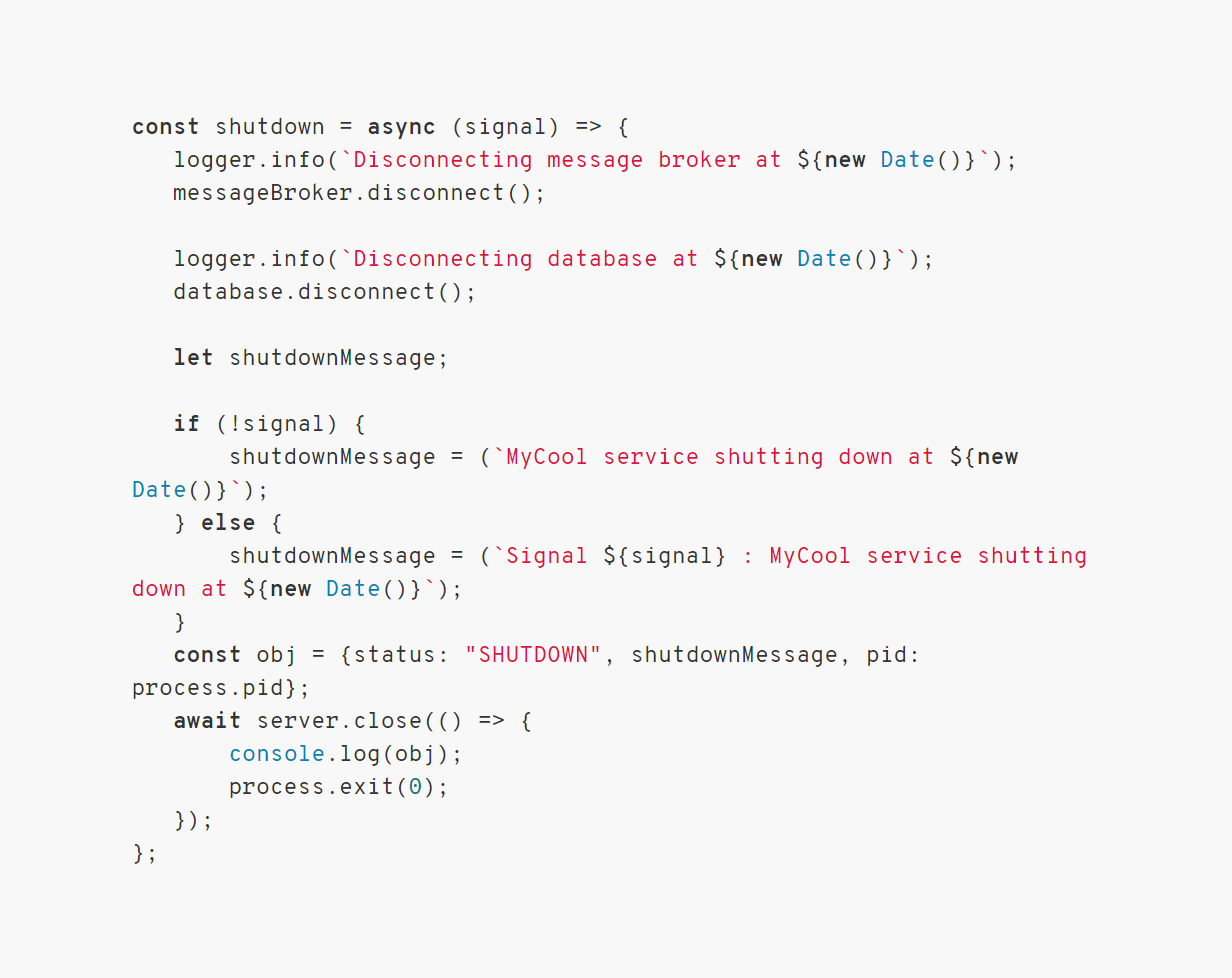 const shutdown = async (signal) => {
   logger.info(`Disconnecting message broker at ${new Date()}`);
   messageBroker.disconnect();

   logger.info(`Disconnecting database at ${new Date()}`);
   database.disconnect();

   let shutdownMessage;

   if (!signal) {
       shutdownMessage = (`MyCool service shutting down at ${new
Date()}`);
   } else {
       shutdownMessage = (`Signal ${signal} : MyCool service shutting
down at ${new Date()}`);
   }
   const obj = {status: "SHUTDOWN", shutdownMessage, pid:
process.pid};
   await server.close(() => {
       console.log(obj);
       process.exit(0);
   });
};